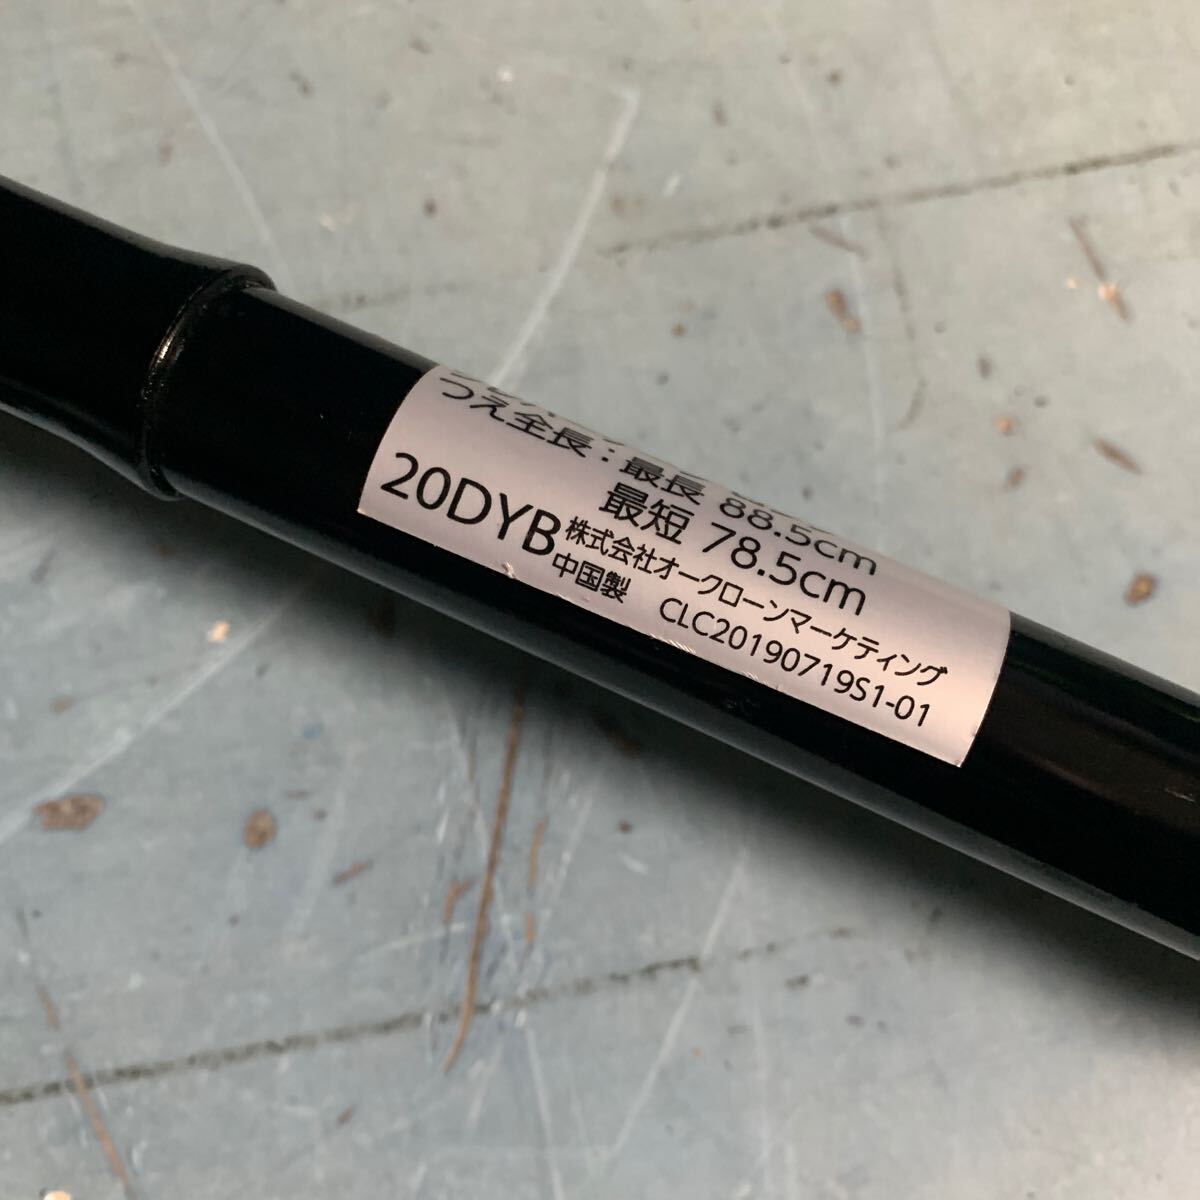 つえ全長：最長 88.5cm
最短 78.5cm
20DYB 株式会社オークローンマーケティング
中国製 CLC20190719S1-01